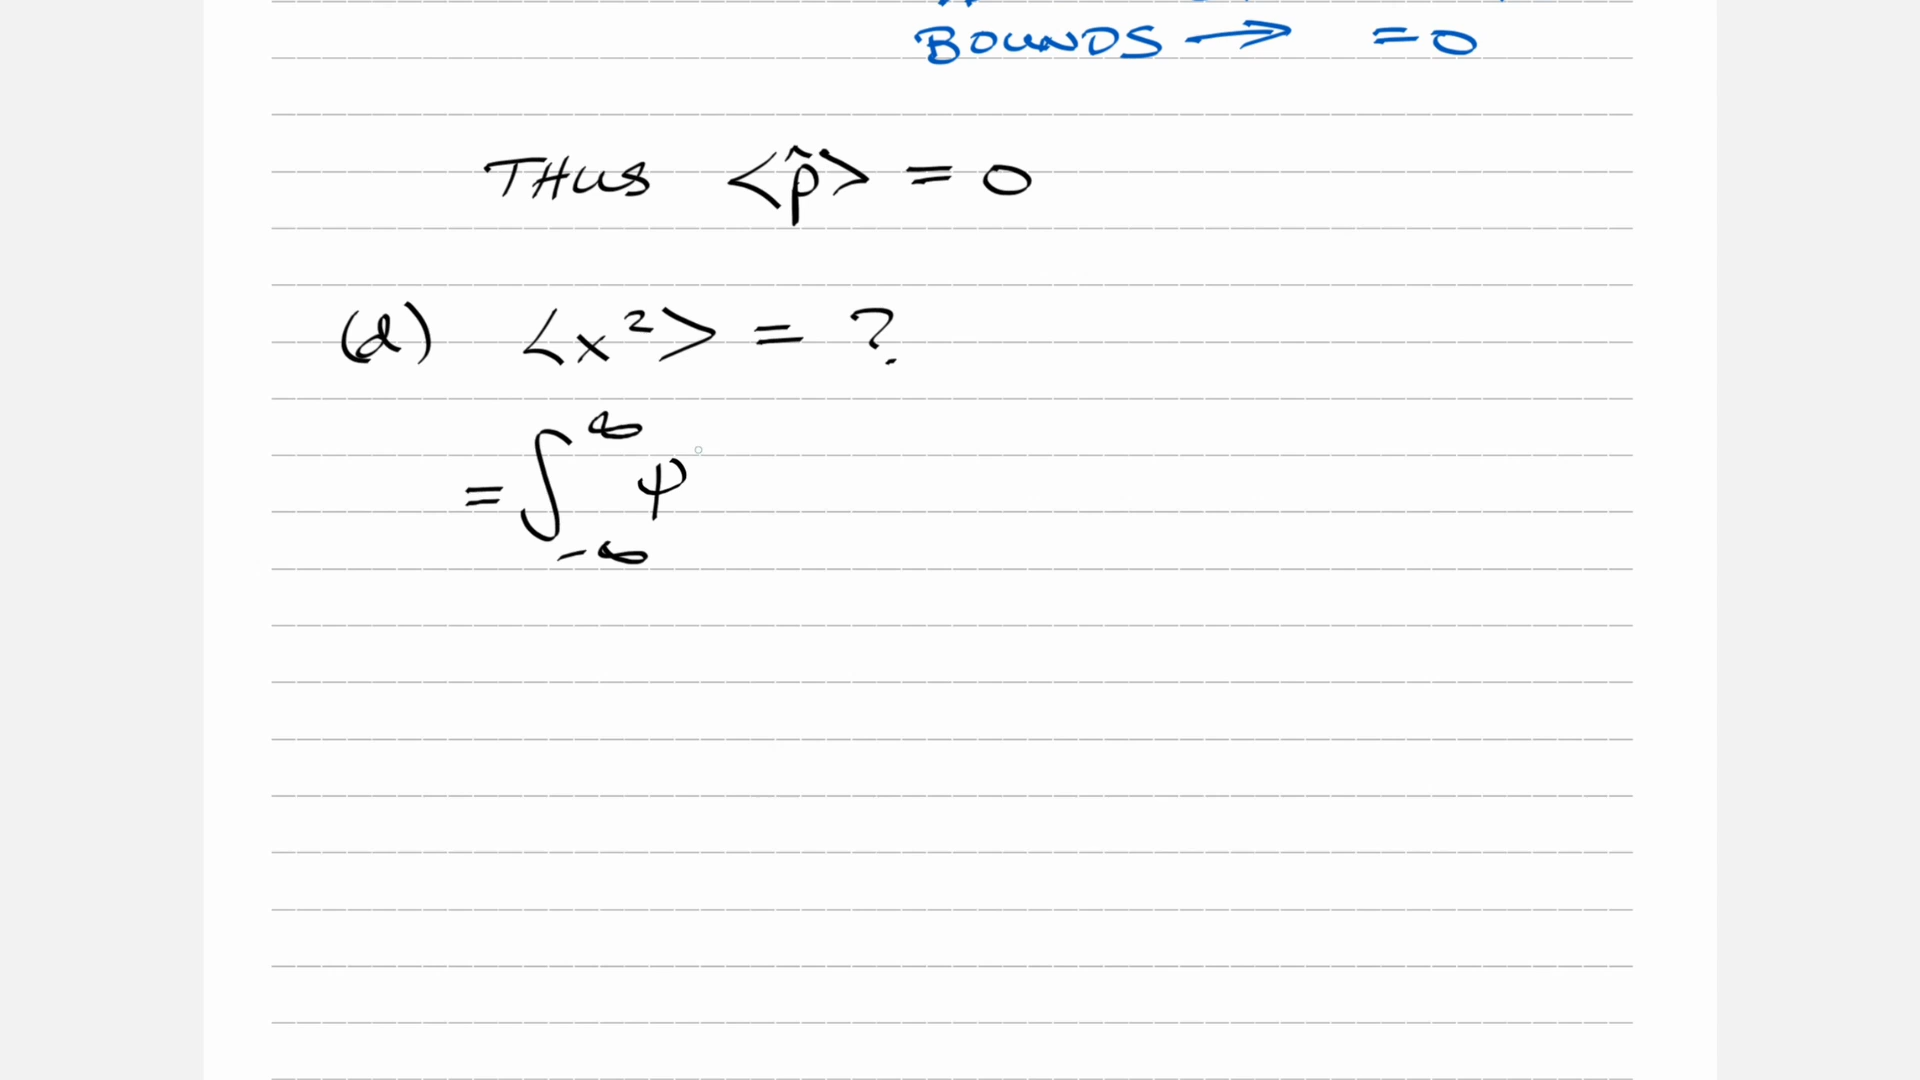 BOUNDS → = 0
THUS <p̂> = 0
(d) <x²> = ?
= ∫_{-∞}^{∞} ψ